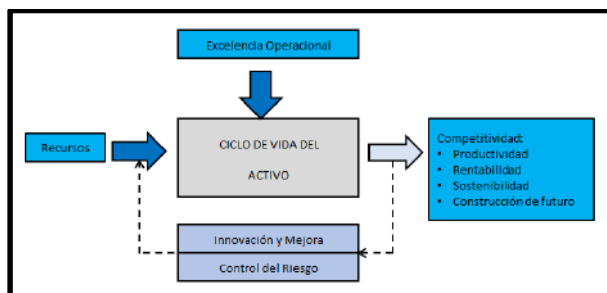 Excelencia Operacional
Recursos
CICLO DE VIDA DEL
ACTIVO
Competitividad:
• Productividad
• Rentabilidad
• Sostenibilidad
• Construcción de futuro
Innovación y Mejora
Control del Riesgo